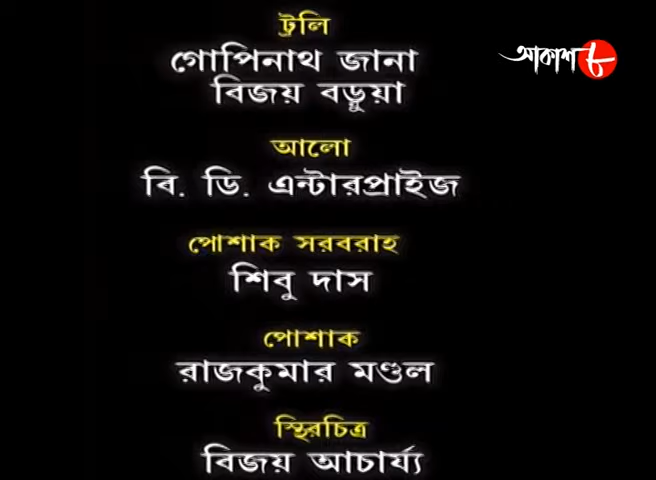 ট্রলি
আকাশ ৮
গোপিনাথ জানা
বিজয় বড়ুয়া
আলো
বি. ডি. এন্টারপ্রাইজ
পোশাক সরবরাহ
শিবু দাস
পোশাক
রাজকুমার মণ্ডল
স্থিরচিত্র
বিজয় আচার্য্য